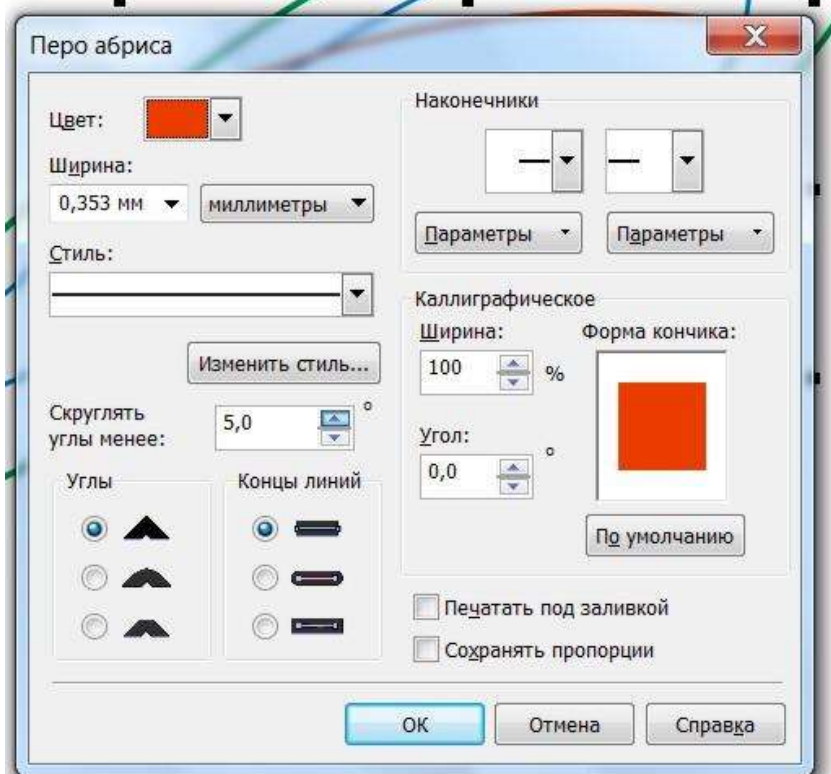 Перо абриса
Цвет:
Ширина:
0,353 мм
миллиметры
Стиль:
Изменить стиль...
Скруглять
углы менее:
5,0
°
Углы
Концы линий
Наконечники
Параметры
Параметры
Каллиграфическое
Ширина:
100
%
Угол:
0,0
°
Форма кончика:
По умолчанию
Печатать под заливкой
Сохранять пропорции
ОК
Отмена
Справка